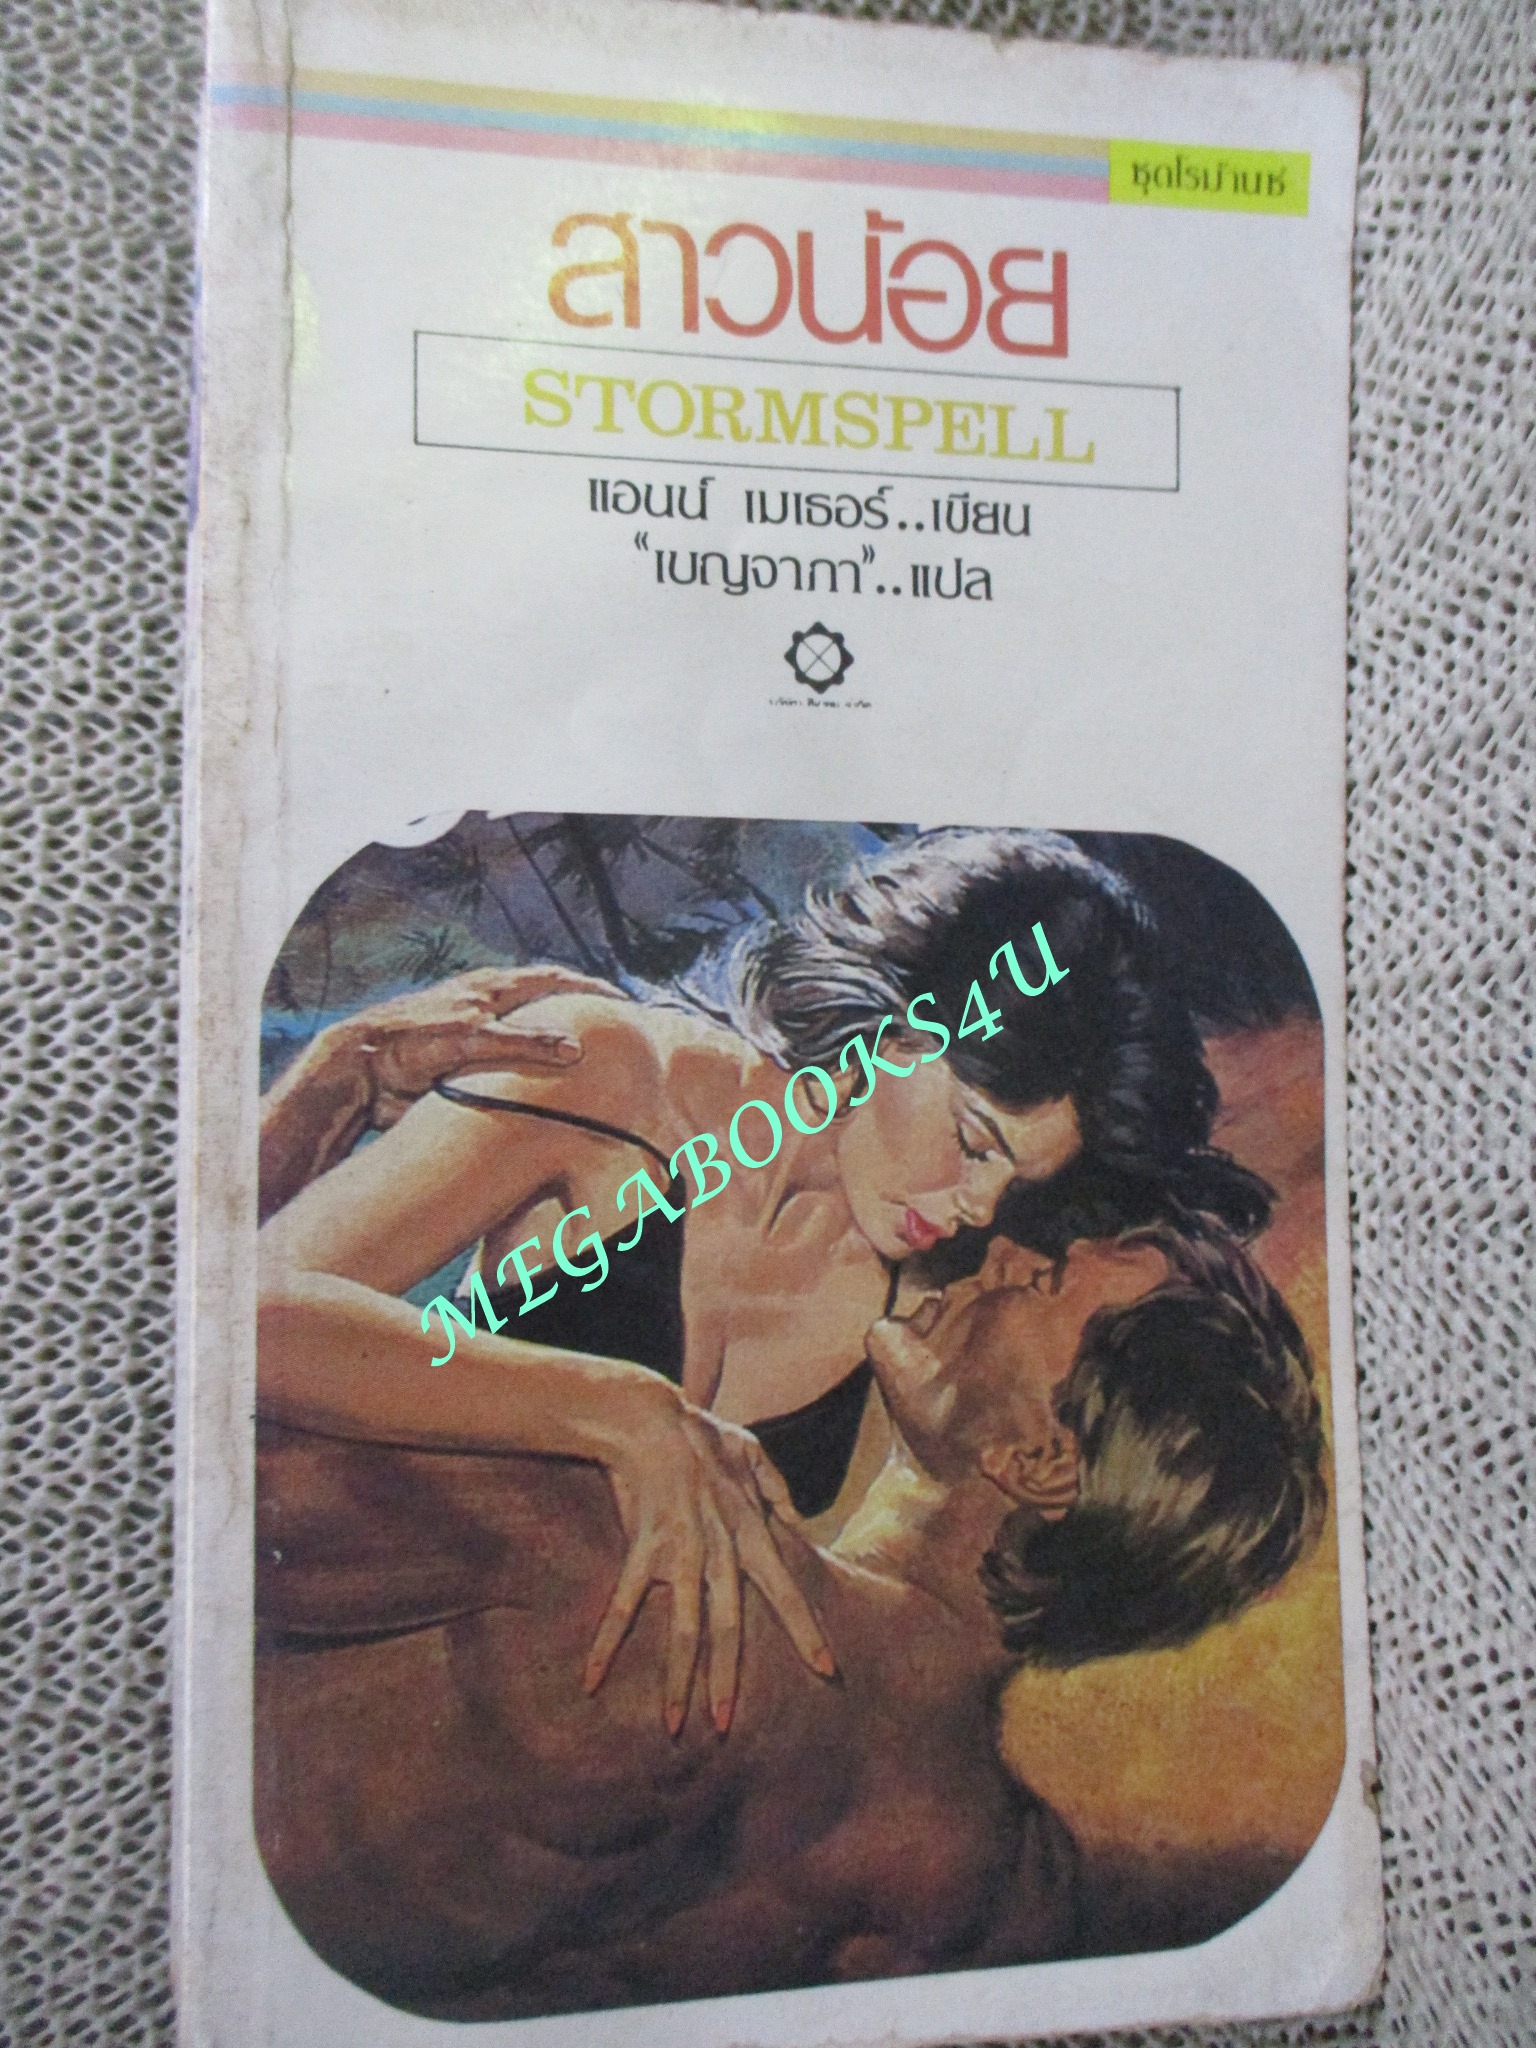 ชุดโรม้านซ์
สาวน้อย
STORMSPELL
แอนน์ เมเธอร์..เขียน
“เบญจากา”..แปล
MEGABOOKS4U